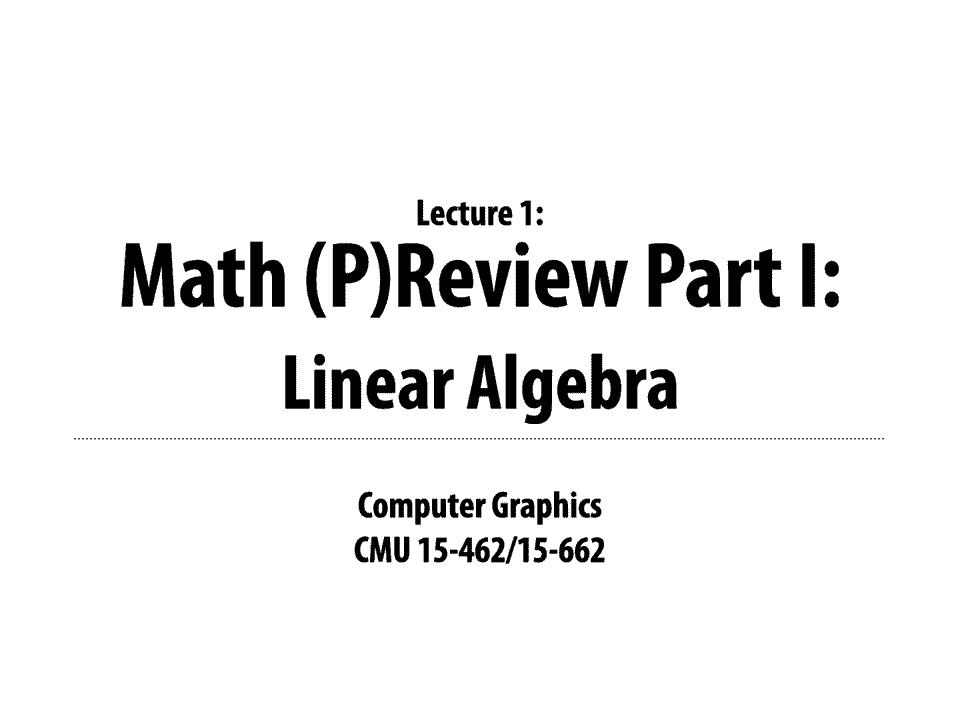 Lecture 1:
Math (P)Review Part I:
Linear Algebra
Computer Graphics
CMU 15-462/15-662